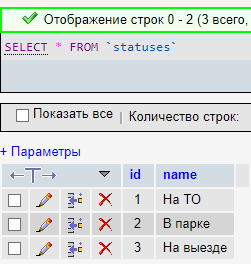 Отображение строк 0 - 2 (3 всего,
SELECT * FROM `statuses`
Показать все | Количество строк:
+ Параметры
←T→ id name
1 На ТО
2 В парке
3 На выезде